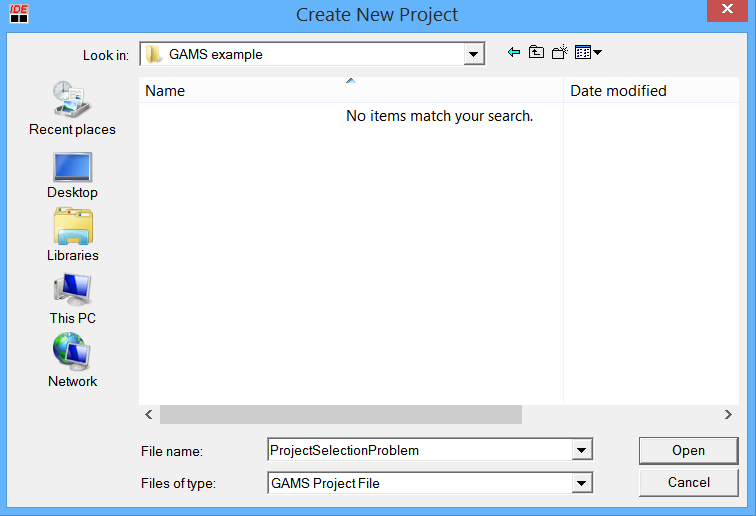 IDE
Create New Project
Look in:
GAMS example
Recent places
Desktop
Libraries
This PC
Network
Name
Date modified
No items match your search.
File name:
ProjectSelectionProblem
Open
Files of type:
GAMS Project File
Cancel